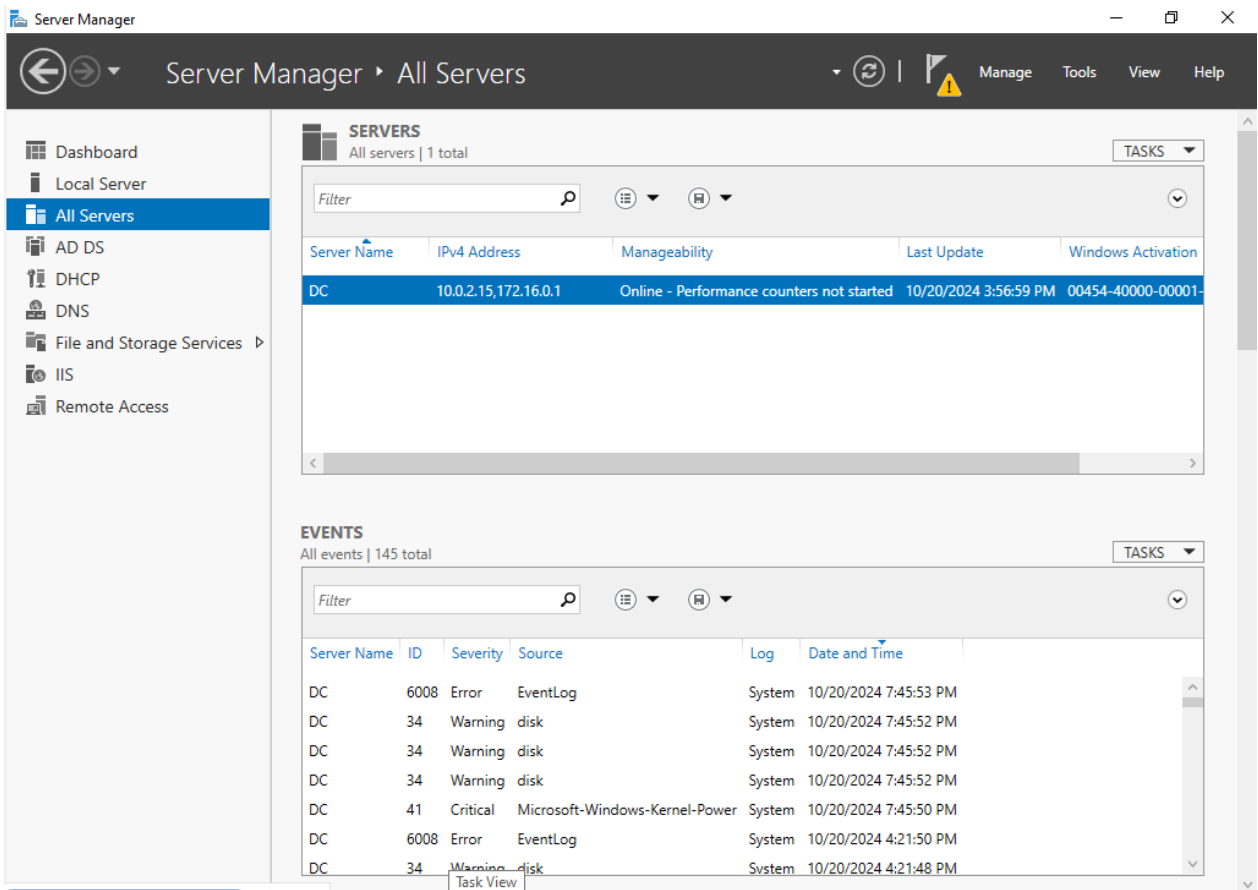 Server Manager
Server Manager ‣ All Servers
Manage Tools View Help
Dashboard
Local Server
All Servers
AD DS
DHCP
DNS
File and Storage Services
IIS
Remote Access
SERVERS
All servers | 1 total
TASKS
Filter
Server Name IPv4 Address Manageability Last Update Windows Activation
DC 10.0.2.15,172.16.0.1 Online - Performance counters not started 10/20/2024 3:56:59 PM 00454-40000-00001-
EVENTS
All events | 145 total
TASKS
Filter
Server Name ID Severity Source Log Date and Time
DC 6008 Error EventLog System 10/20/2024 7:45:53 PM
DC 34 Warning disk System 10/20/2024 7:45:52 PM
DC 34 Warning disk System 10/20/2024 7:45:52 PM
DC 34 Warning disk System 10/20/2024 7:45:52 PM
DC 41 Critical Microsoft-Windows-Kernel-Power System 10/20/2024 7:45:50 PM
DC 6008 Error EventLog System 10/20/2024 4:21:50 PM
DC 34 Warning disk System 10/20/2024 4:21:48 PM
Task View